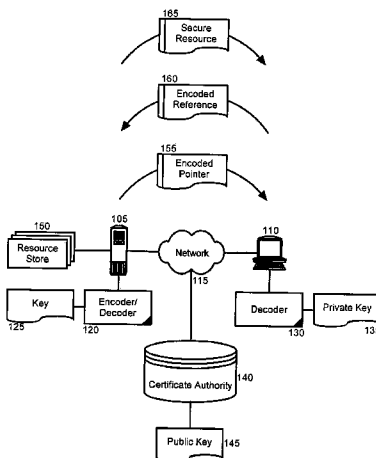 165
Secure
Resource
160
Encoded
Reference
155
Encoded
Pointer
150
Resource
Store
105
Network
115
110
Key
125
Encoder/
Decoder
120
Decoder
130
Private Key
Certificate Authority
140
Public Key
145